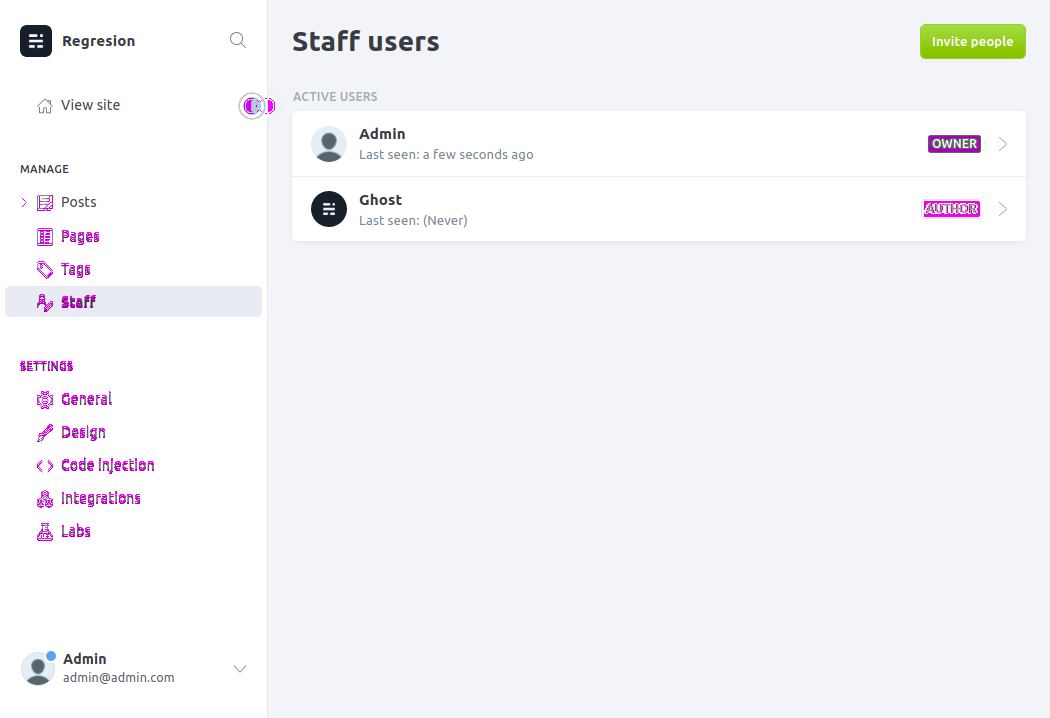 Regresion
View site
MANAGE
Posts
Pages
Tags
Staff
SETTINGS
General
Design
Code injection
Integrations
Labs
Admin
admin@admin.com
Staff users
Invite people
ACTIVE USERS
Admin
Last seen: a few seconds ago
OWNER
Ghost
Last seen: (Never)
AUTHOR